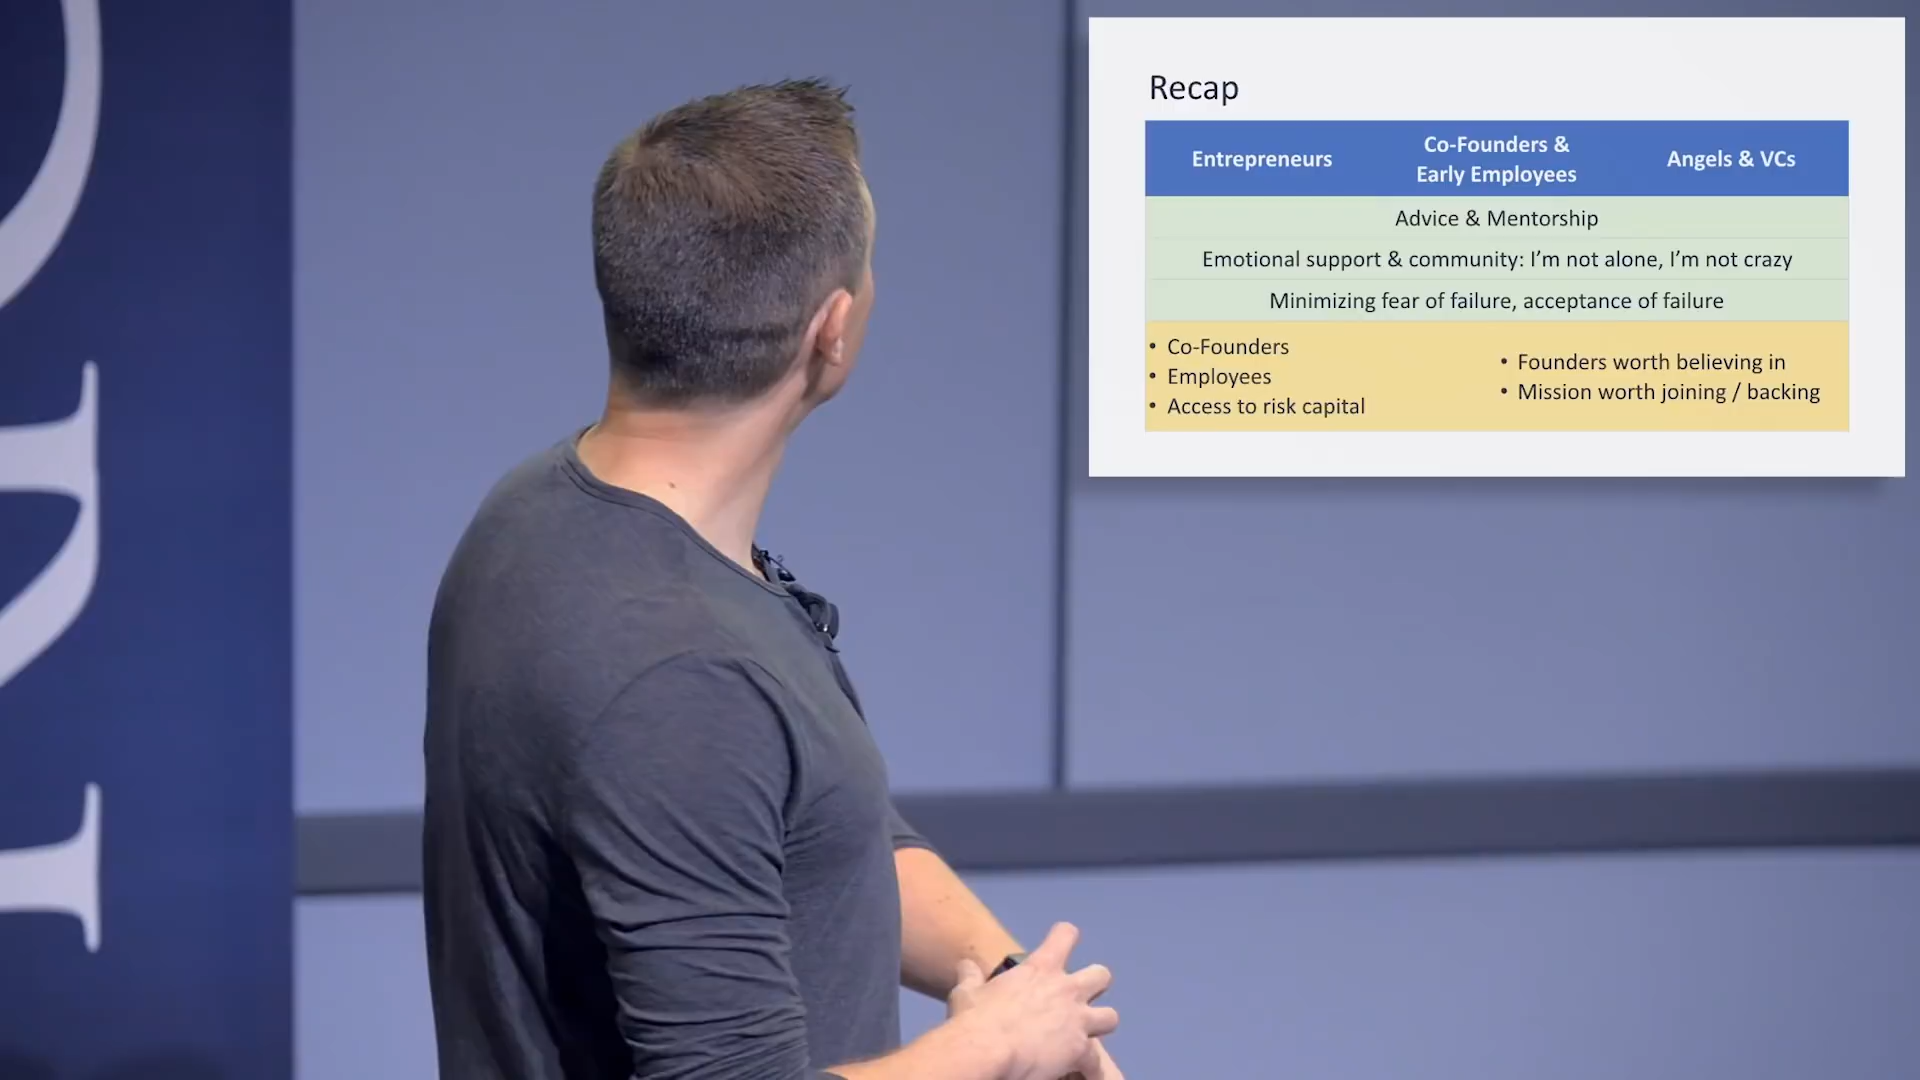 Recap
Entrepreneurs
Co-Founders &
Early Employees
Angels & VCs
Advice & Mentorship
Emotional support & community: I’m not alone, I’m not crazy
Minimizing fear of failure, acceptance of failure
• Co-Founders
• Employees
• Access to risk capital
• Founders worth believing in
• Mission worth joining / backing